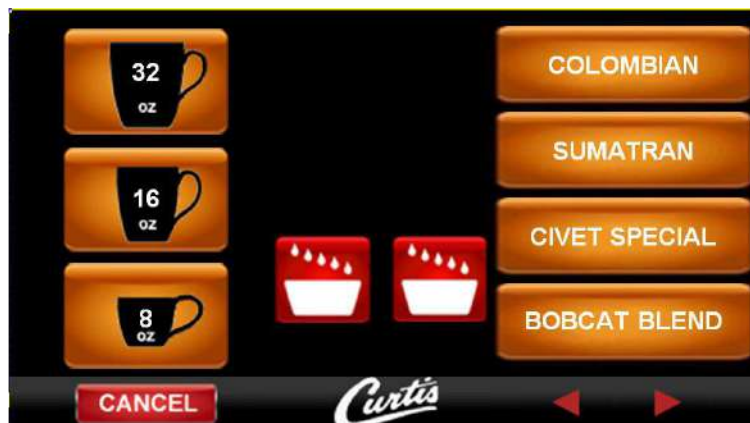 32
oz
16
oz
8
oz
COLOMBIAN
SUMATRAN
CIVET SPECIAL
BOBCAT BLEND
CANCEL
Curtis